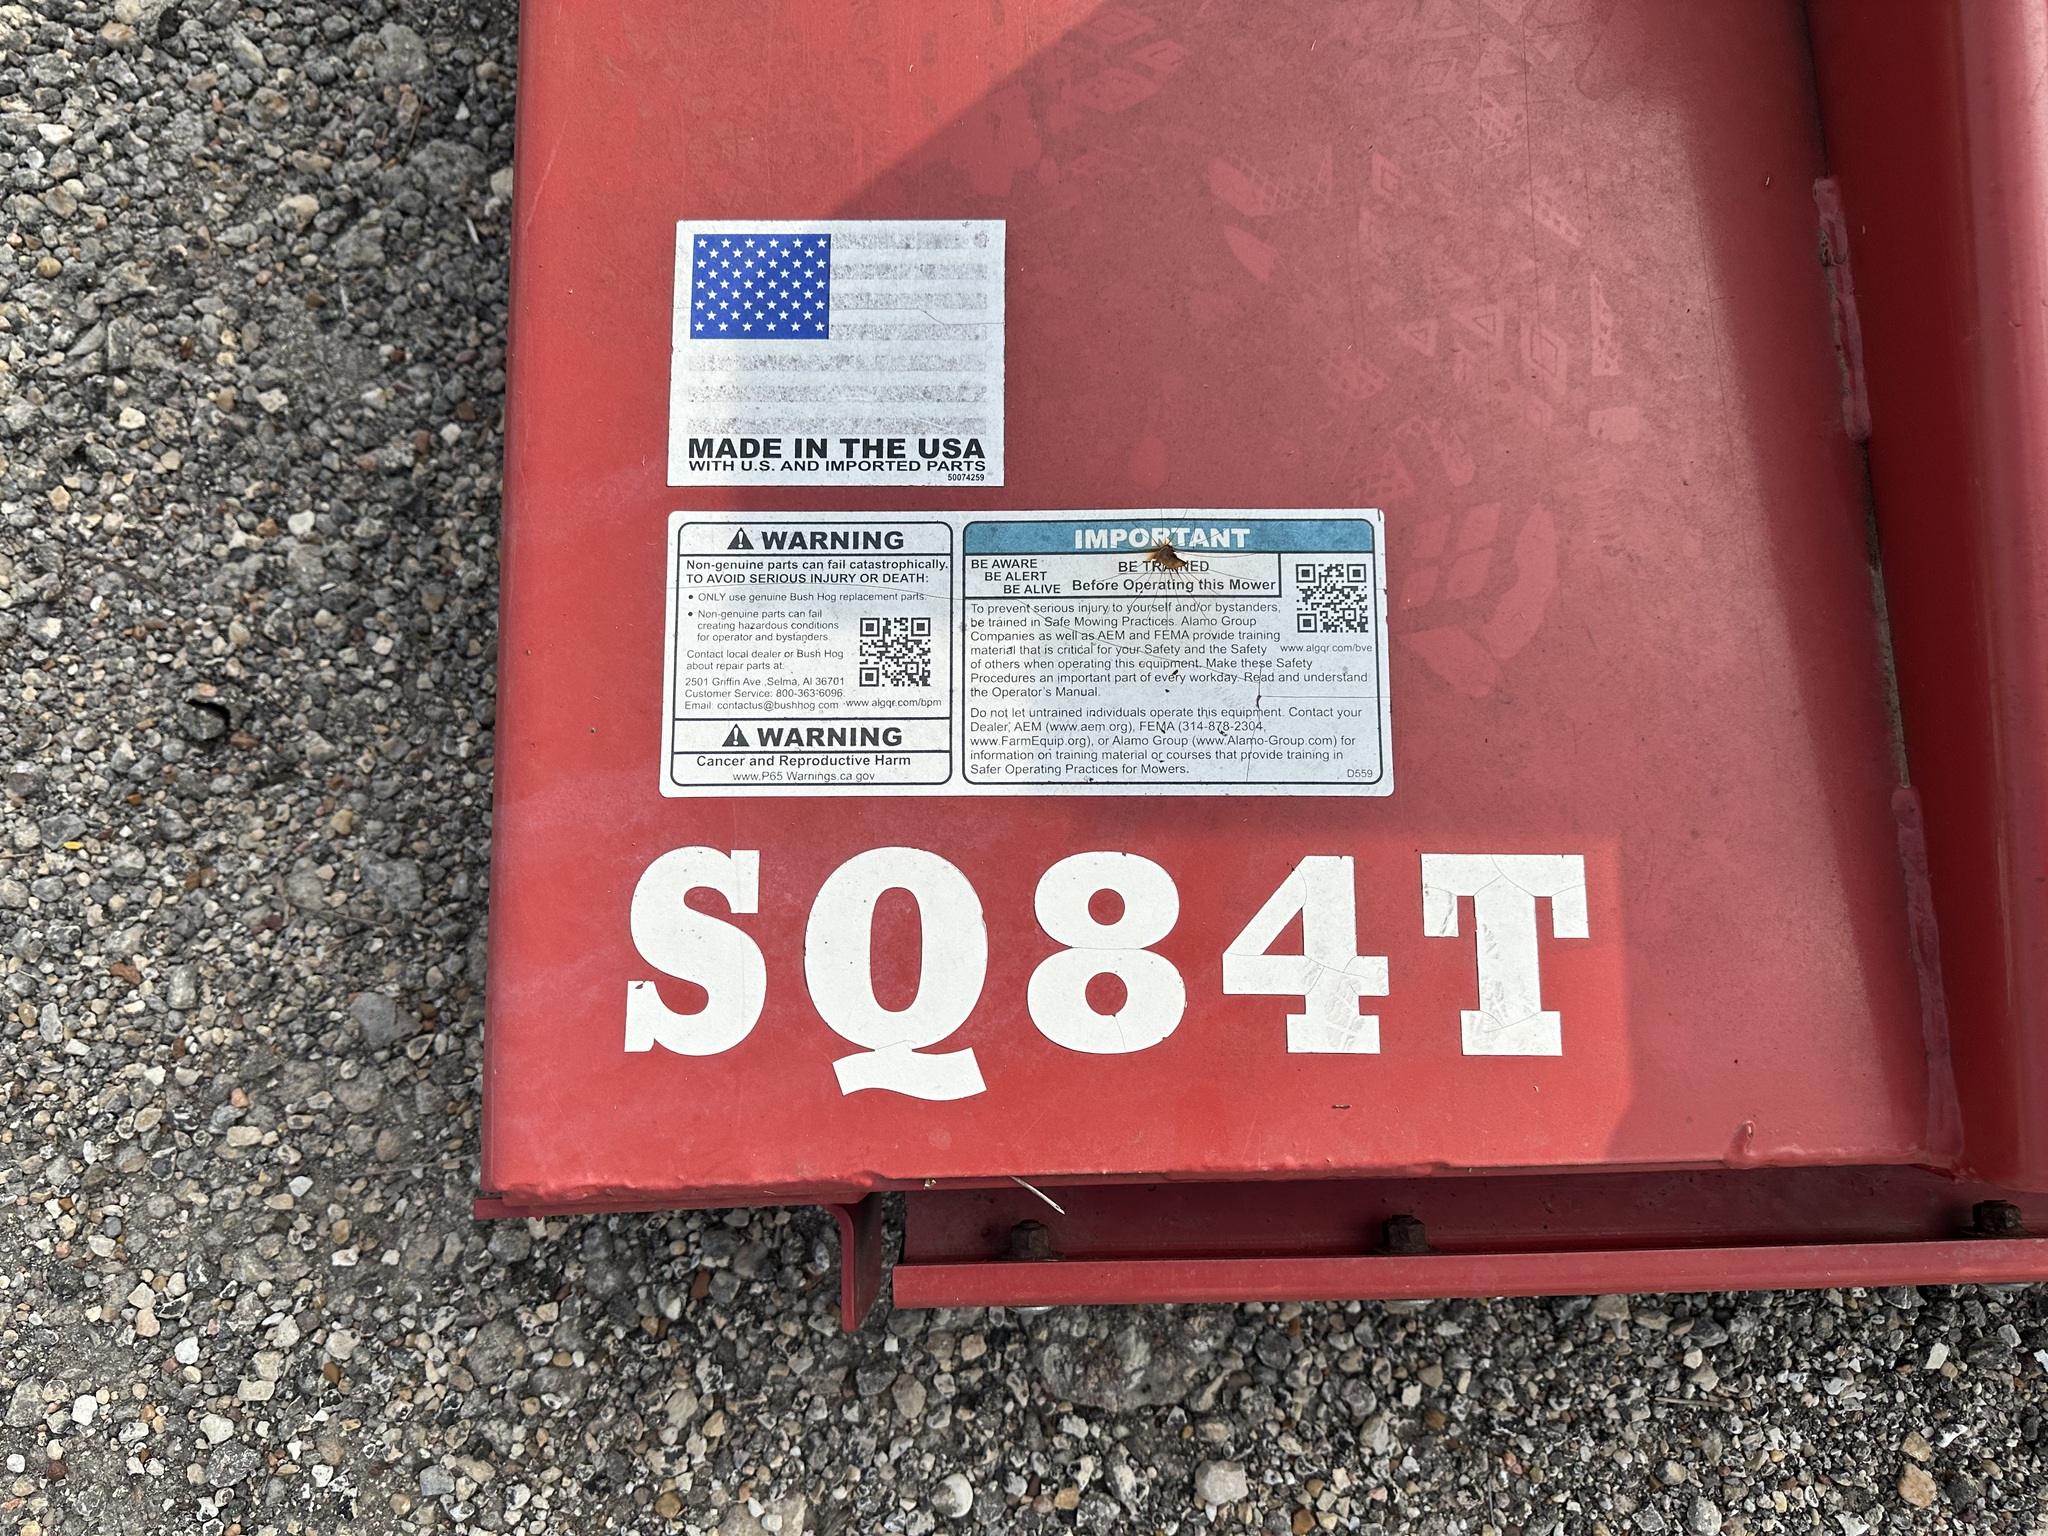 MADE IN THE USA
WITH U.S. AND IMPORTED PARTS
50074259
WARNING
Non-genuine parts can fail catastrophically.
TO AVOID SERIOUS INJURY OR DEATH:
• ONLY use genuine Bush Hog replacement parts.
• Non-genuine parts can fail
creating hazardous conditions
for operator and bystanders.
Contact local dealer or Bush Hog
about repair parts at:
2501 Griffin Ave.,Selma, Al 36701
Customer Service: 800-363-6096
Email: contactus@bushhog.com
www.algqr.com/bpm
WARNING
Cancer and Reproductive Harm
www.P65 Warnings.ca.gov
IMPORTANT
BE AWARE
BE ALERT
BE ALIVE
BE TRAINED
Before Operating this Mower
To prevent serious injury to yourself and/or bystanders,
be trained in Safe Mowing Practices. Alamo Group
Companies as well as AEM and FEMA provide training
material that is critical for your Safety and the Safety
of others when operating this equipment. Make these Safety
Procedures an important part of every workday. Read and understand
the Operator's Manual.
www.algqr.com/bve
Do not let untrained individuals operate this equipment. Contact your
Dealer, AEM (www.aem.org), FEMA (314-878-2304,
www.FarmEquip.org), or Alamo Group (www.Alamo-Group.com) for
information on training material or courses that provide training in
Safer Operating Practices for Mowers.
D559
SQ84T